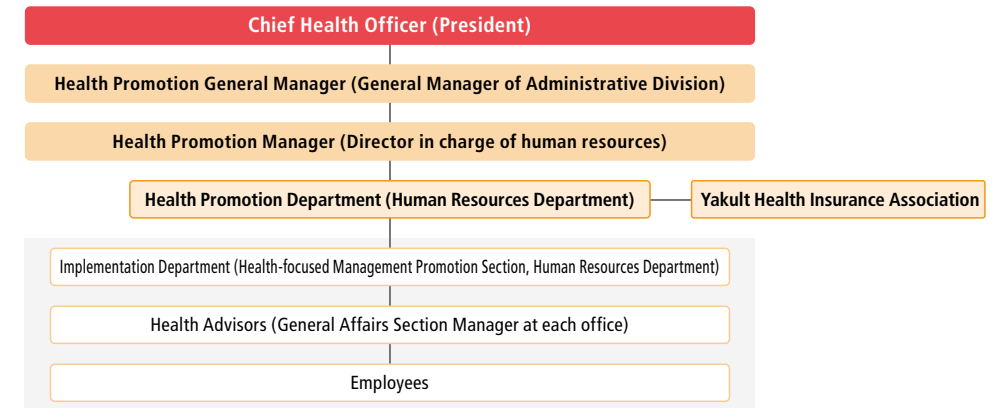 Chief Health Officer (President)
Health Promotion General Manager (General Manager of Administrative Division)
Health Promotion Manager (Director in charge of human resources)
Health Promotion Department (Human Resources Department)
Yakult Health Insurance Association
Implementation Department (Health-focused Management Promotion Section, Human Resources Department)
Health Advisors (General Affairs Section Manager at each office)
Employees